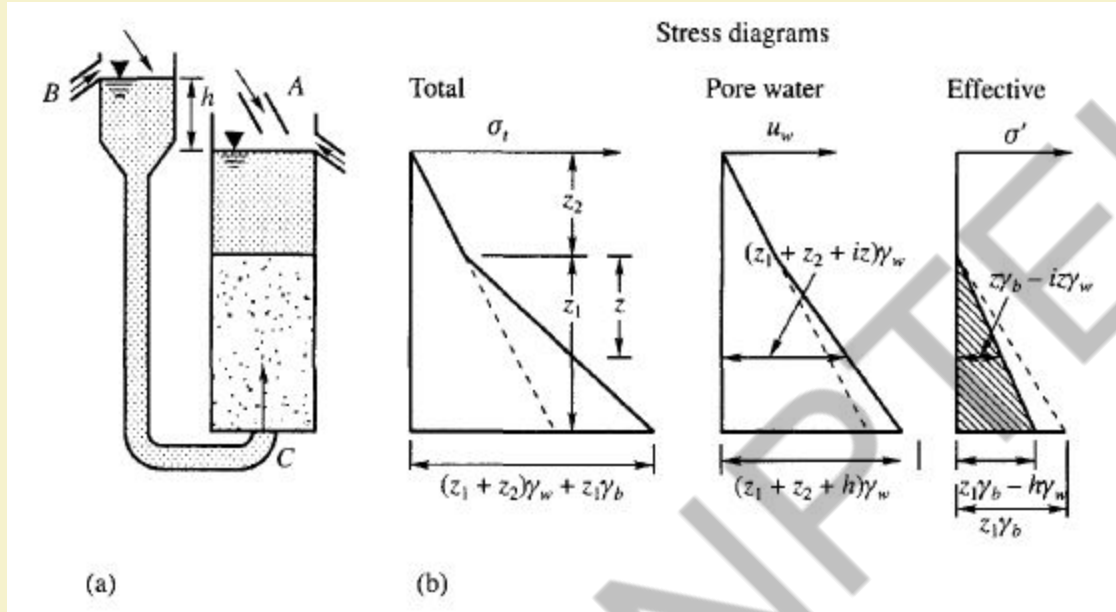 Stress diagrams
Total
Pore water
Effective
B
h
A
σ_t
u_w
σ′
z_2
(z_1 + z_2 + iz)γ_w
zγ_b − izγ_w
z_1
z
C
(z_1 + z_2)γ_w + z_1γ_b
(z_1 + z_2 + h)γ_w
z_1γ_b − hγ_w
z_1γ_b
(a)
(b)
NPTE